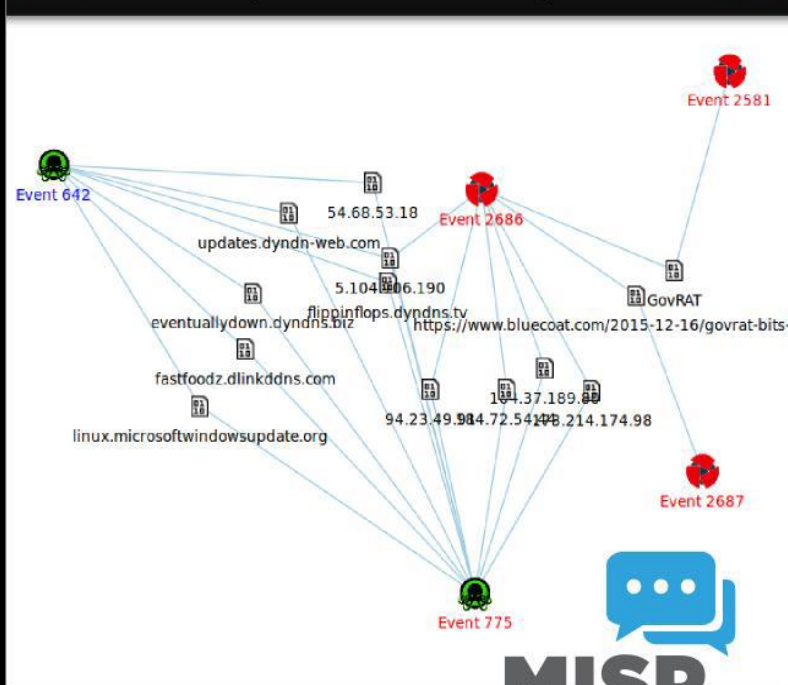 Event 2581
Event 642
54.68.53.18
Event 2686
updates.dyndn-web.com
5.104.106.190
GovRAT
flippinflops.dyndns.tv
eventuallydown.dyndns.biz
https://www.bluecoat.com/2015-12-16/govrat-bits-
fastfoodz.dlinkddns.com
linux.microsoftwindowsupdate.org
Event 2687
Event 775
MISP